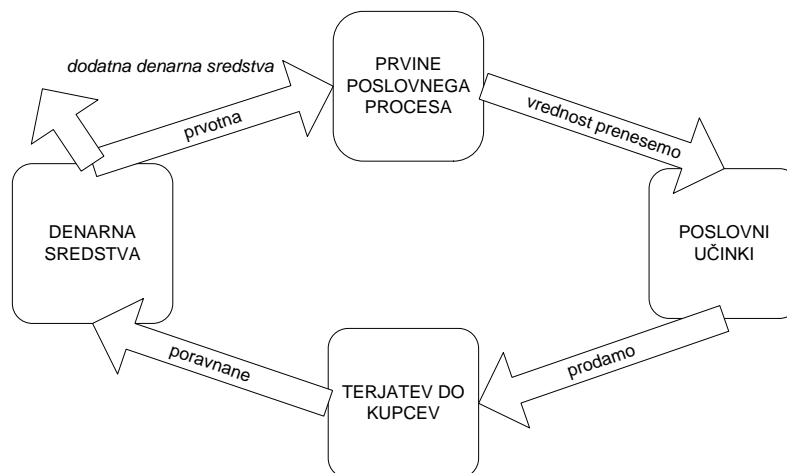 dodatna denarna sredstva
prvotna
PRVINE
POSLOVNEGA
PROCESA
vrednost prenesemo
DENARNA
SREDSTVA
POSLOVNI
UČINKI
poravnane
TERJATEV DO
KUPCEV
prodamo